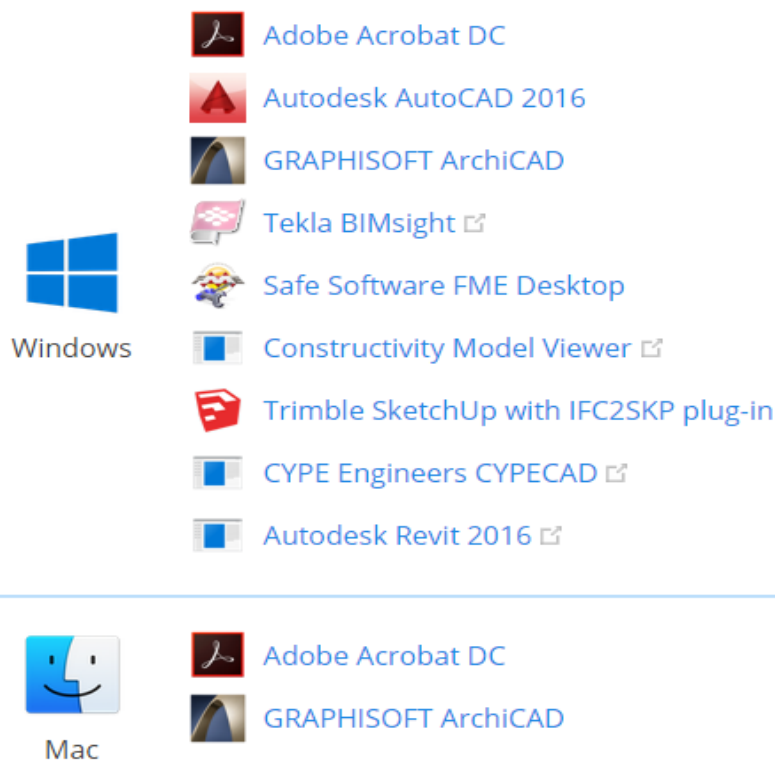 Adobe Acrobat DC
Autodesk AutoCAD 2016
GRAPHISOFT ArchiCAD
Tekla BIMsight
Safe Software FME Desktop
Windows
Constructivity Model Viewer
Trimble SketchUp with IFC2SKP plug-in
CYPE Engineers CYPECAD
Autodesk Revit 2016
Adobe Acrobat DC
GRAPHISOFT ArchiCAD
Mac